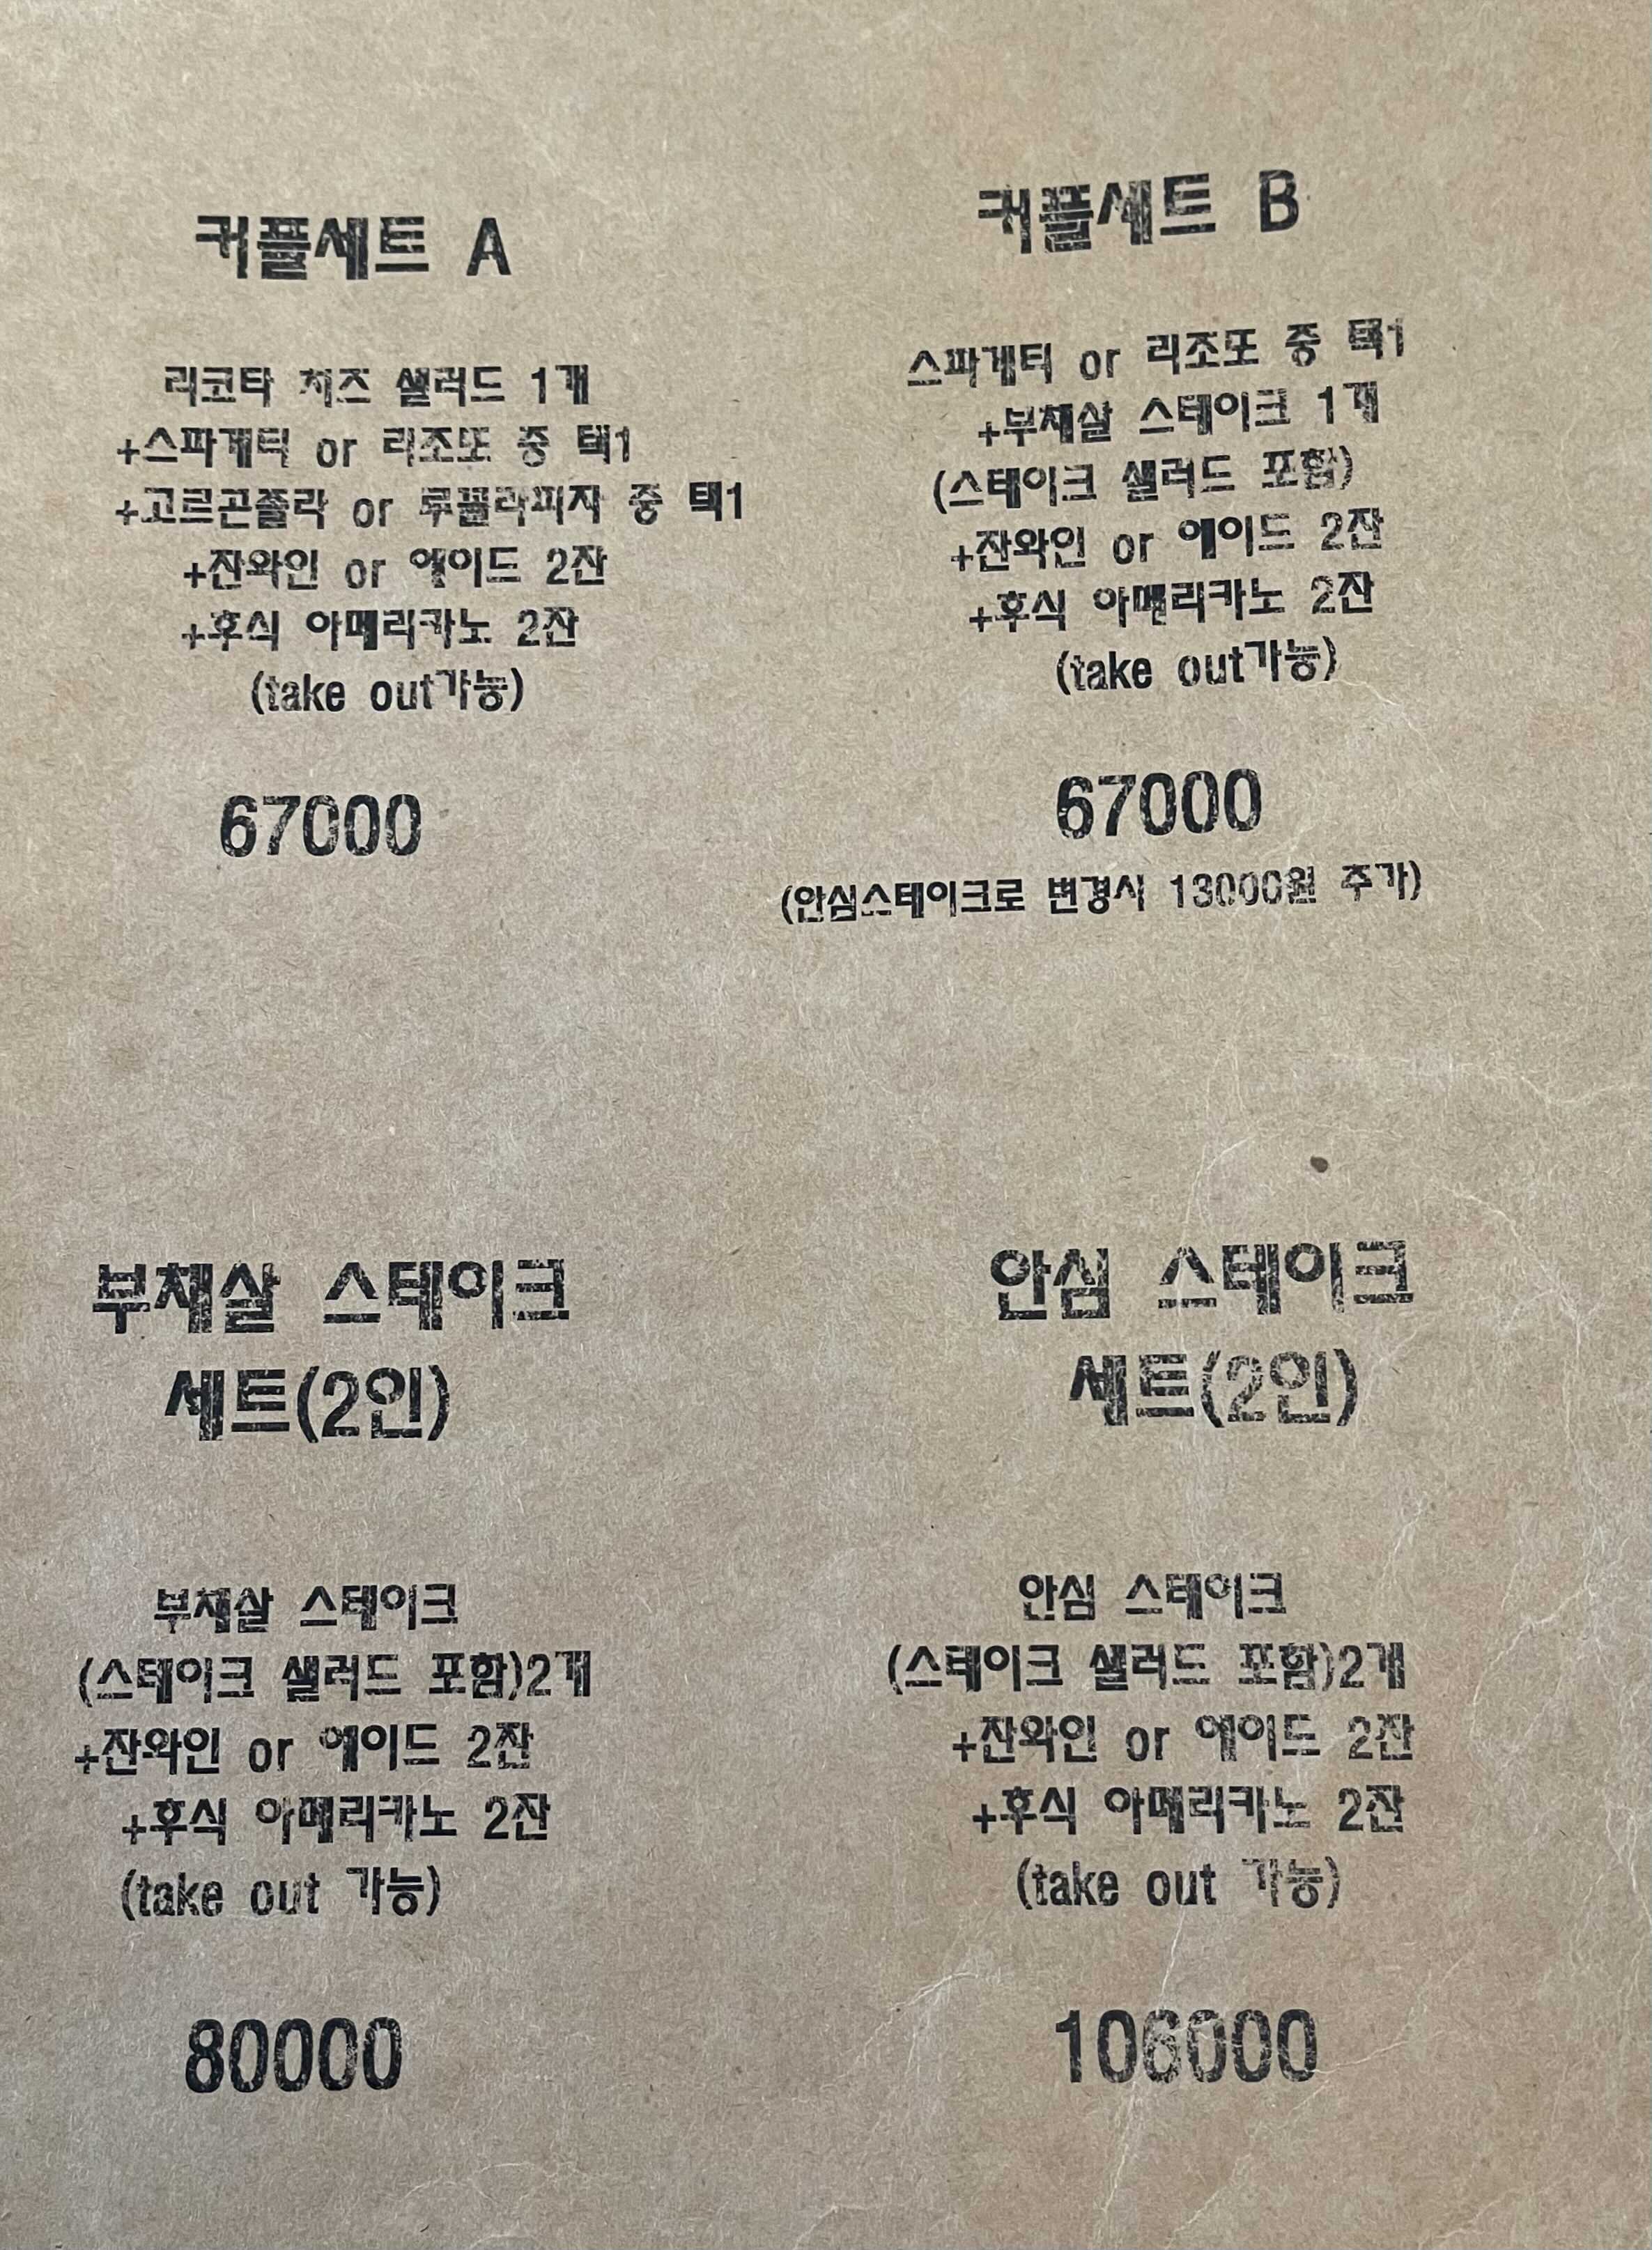 커플세트 A
리코타 치즈 샐러드 1개
+스파게티 or 리조또 중 택1
+고르곤졸라 or 루꼴라피자 중 택1
+잔와인 or 에이드 2잔
+후식 아메리카노 2잔
(take out가능)
67000
커플세트 B
스파게티 or 리조또 중 택1
+부채살 스테이크 1개
(스테이크 샐러드 포함)
+잔와인 or 에이드 2잔
+후식 아메리카노 2잔
(take out가능)
67000
(안심스테이크로 변경시 13000원 추가)
부채살 스테이크
세트(2인)
부채살 스테이크
(스테이크 샐러드 포함)2개
+잔와인 or 에이드 2잔
+후식 아메리카노 2잔
(take out 가능)
80000
안심 스테이크
세트(2인)
안심 스테이크
(스테이크 샐러드 포함)2개
+잔와인 or 에이드 2잔
+후식 아메리카노 2잔
(take out 가능)
106000